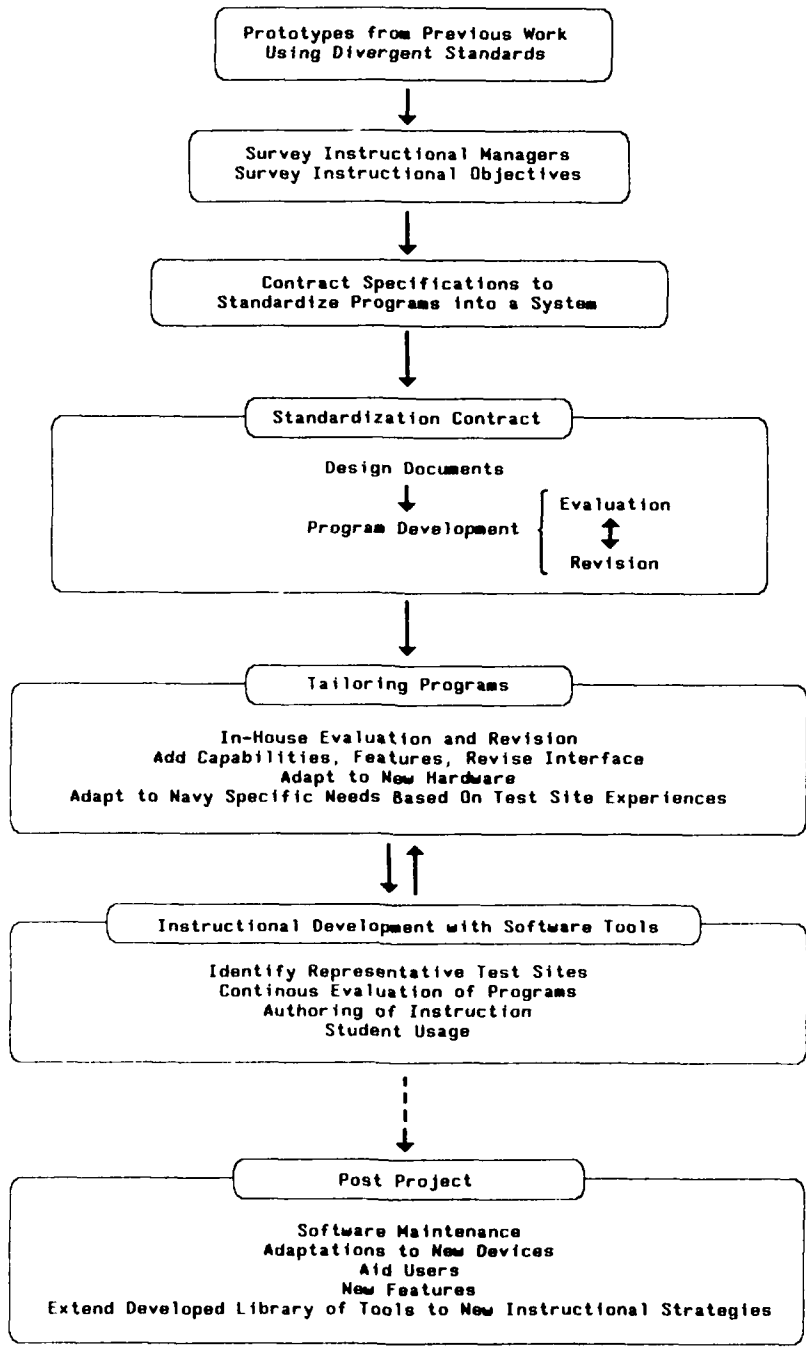 Prototypes from Previous Work
Using Divergent Standards
Survey Instructional Managers
Survey Instructional Objectives
Contract Specifications to
Standardize Programs into a System
Standardization Contract
Design Documents
Program Development
Evaluation
Revision
Tailoring Programs
In-House Evaluation and Revision
Add Capabilities, Features, Revise Interface
Adapt to New Hardware
Adapt to Navy Specific Needs Based On Test Site Experiences
Instructional Development with Software Tools
Identify Representative Test Sites
Continous Evaluation of Programs
Authoring of Instruction
Student Usage
Post Project
Software Maintenance
Adaptations to New Devices
Aid Users
New Features
Extend Developed Library of Tools to New Instructional Strategies